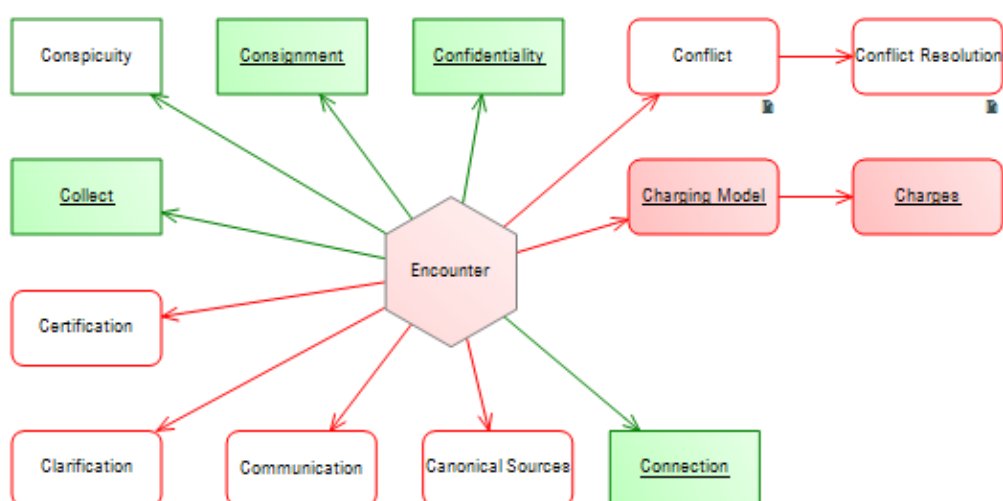 Conspicuity
Consignment
Confidentiality
Conflict
Conflict Resolution
Collect
Charging Model
Charges
Encounter
Certification
Clarification
Communication
Canonical Sources
Connection